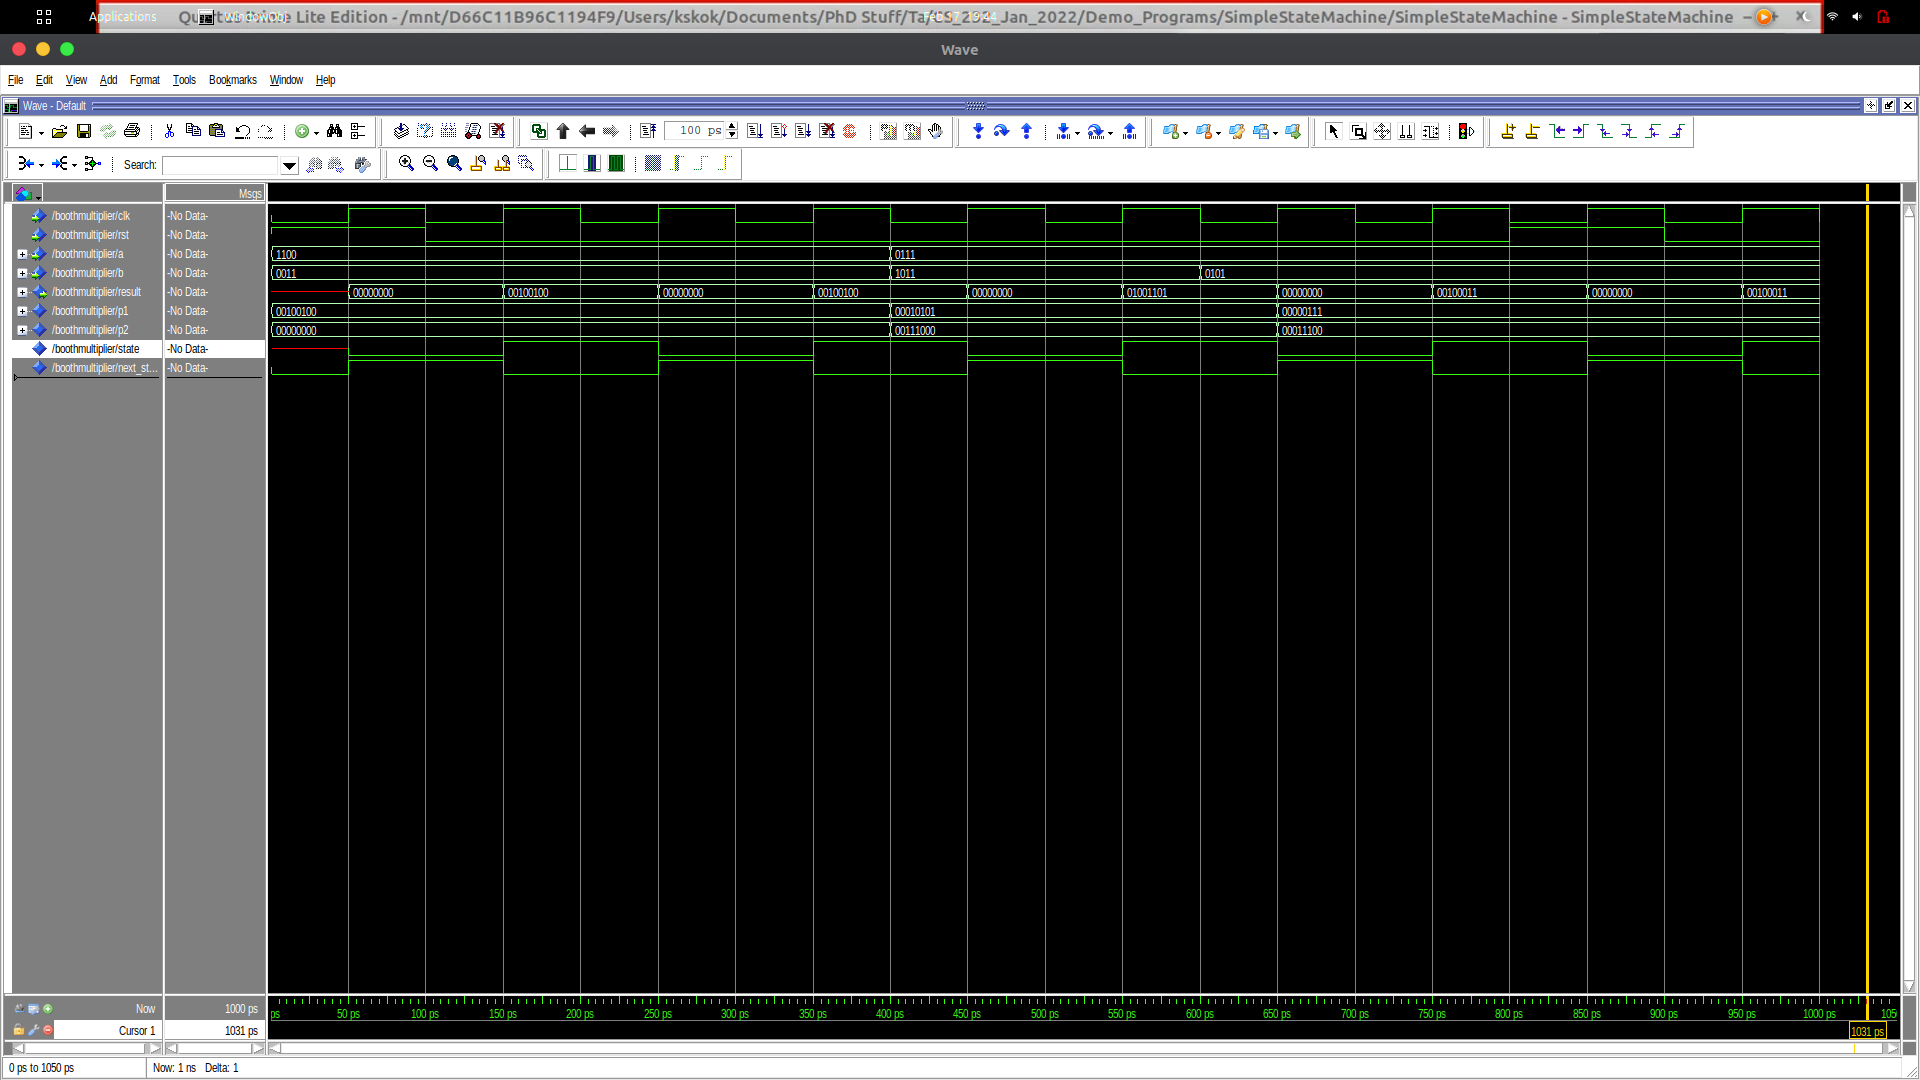 Applications
Lite Edition - /mnt/D66C11B96C1194F9/Users/kskok/Documents/PhD Stuff/Ta/ _Jan_2022/Demo_Programs/SimpleStateMachine/SimpleStateMachine - SimpleStateMachine
Wave
File Edit View Add Format Tools Bookmarks Window Help
Wave - Default
100 ps
Search:
Msgs
/boothmultiplier/clk -No Data-
/boothmultiplier/rst -No Data-
/boothmultiplier/a -No Data- 1100 0111
/boothmultiplier/b -No Data- 0011 1011 0101
/boothmultiplier/result -No Data- 00000000 00100100 00000000 00100100 00000000 01001101 00000000 00100011 00000000 00100011
/boothmultiplier/p1 -No Data- 00100100 00010101 00000111
/boothmultiplier/p2 -No Data- 00000000 00111000 00011100
/boothmultiplier/state -No Data-
/boothmultiplier/next_st... -No Data-
Now 1000 ps
ps 50 ps 100 ps 150 ps 200 ps 250 ps 300 ps 350 ps 400 ps 450 ps 500 ps 550 ps 600 ps 650 ps 700 ps 750 ps 800 ps 850 ps 900 ps 950 ps 1000 ps 105
Cursor 1 1031 ps 1031 ps
0 ps to 1050 ps Now: 1 ns Delta: 1